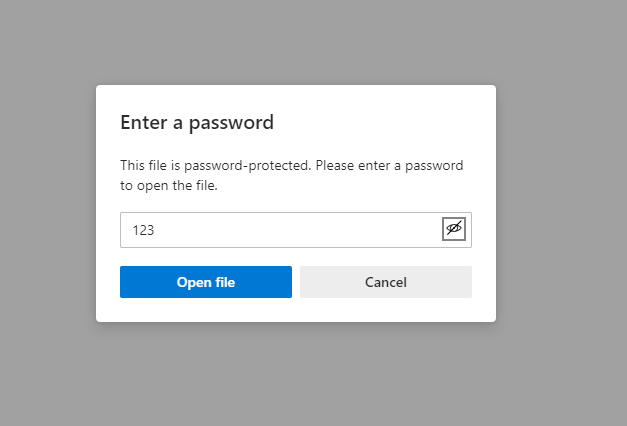 Enter a password
This file is password-protected. Please enter a password
to open the file.
123
Open file
Cancel